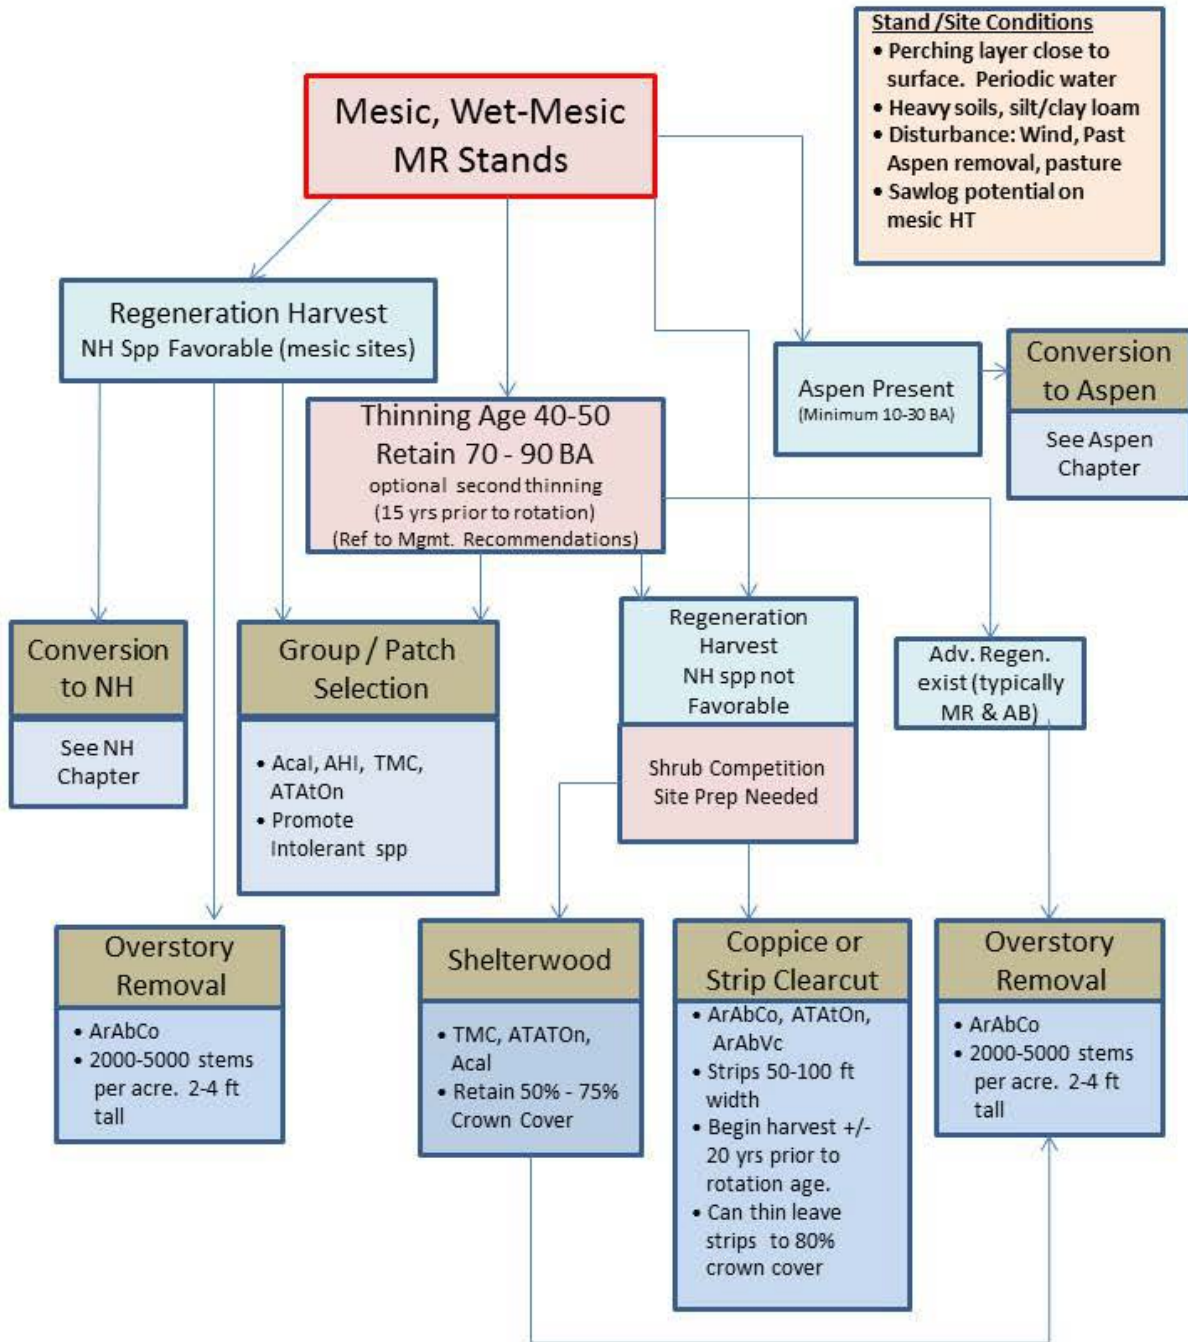 Stand /Site Conditions
• Perching layer close to
surface. Periodic water
• Heavy soils, silt/clay loam
• Disturbance: Wind, Past
Aspen removal, pasture
• Sawlog potential on
mesic HT
Mesic, Wet-Mesic
MR Stands
Regeneration Harvest
NH Spp Favorable (mesic sites)
Aspen Present
(Minimum 10-30 BA)
Conversion
to Aspen
See Aspen
Chapter
Thinning Age 40-50
Retain 70 - 90 BA
optional second thinning
(15 yrs prior to rotation)
(Ref to Mgmt. Recommendations)
Conversion
to NH
See NH
Chapter
Group / Patch
Selection
• AcaI, AHI, TMC,
ATAtOn
• Promote
Intolerant spp
Regeneration
Harvest
NH spp not
Favorable
Shrub Competition
Site Prep Needed
Adv. Regen.
exist (typically
MR & AB)
Overstory
Removal
• ArAbCo
• 2000-5000 stems
per acre. 2-4 ft
tall
Shelterwood
• TMC, ATATOn,
AcaI
• Retain 50% - 75%
Crown Cover
Coppice or
Strip Clearcut
• ArAbCo, ATAtOn,
ArAbVc
• Strips 50-100 ft
width
• Begin harvest +/-
20 yrs prior to
rotation age.
• Can thin leave
strips to 80%
crown cover
Overstory
Removal
• ArAbCo
• 2000-5000 stems
per acre. 2-4 ft
tall